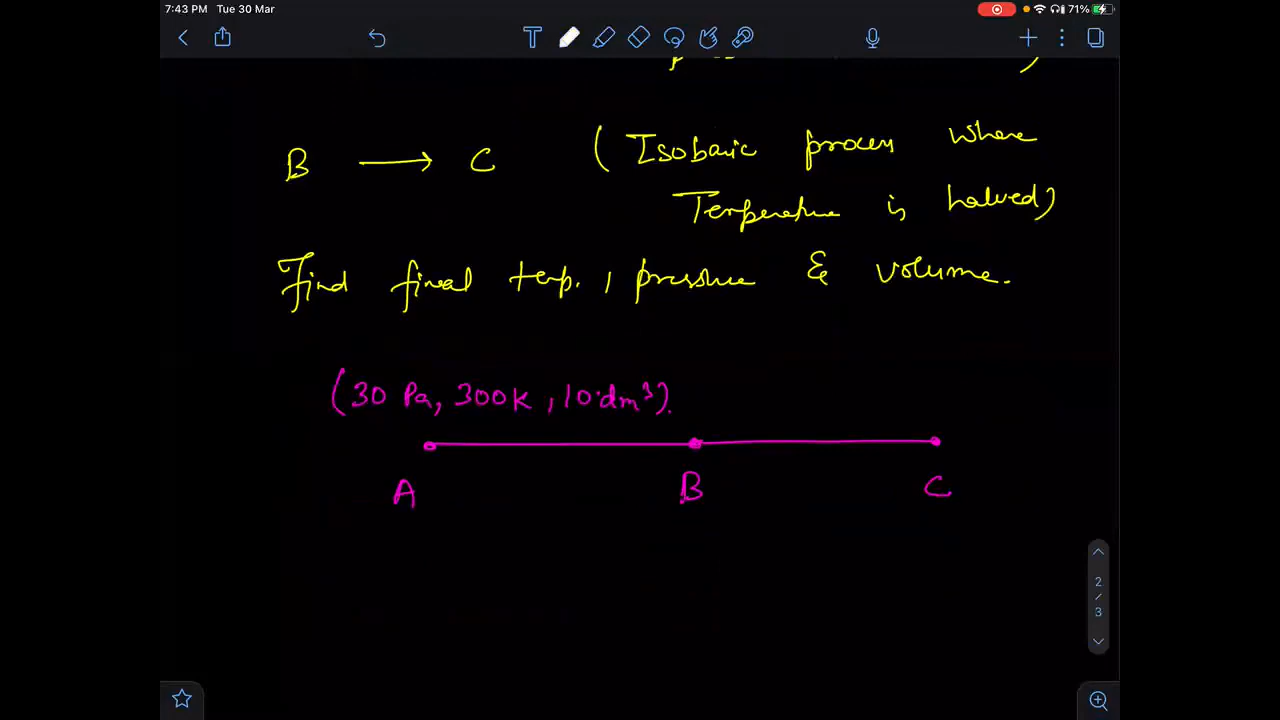 7:43 PM Tue 30 Mar
71%
B → C (Isobaric process where
Temperature is halved)
Find final temp., pressure & volume.
(30 Pa, 300K, 10 dm³).
A B C
2
/
3